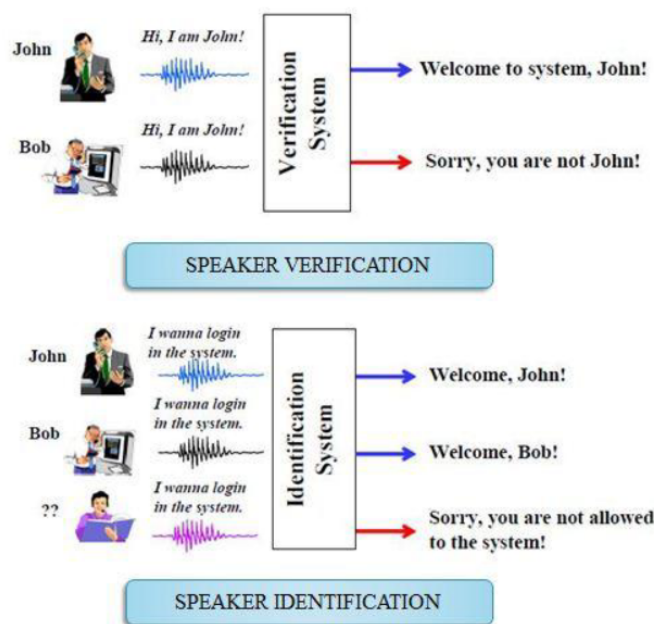 John
Hi, I am John!
Welcome to system, John!
Bob
Hi, I am John!
Sorry, you are not John!
Verification
System
SPEAKER VERIFICATION
John
I wanna login
in the system.
Welcome, John!
Bob
I wanna login
in the system.
Welcome, Bob!
??
I wanna login
in the system.
Sorry, you are not allowed
to the system!
Identification
System
SPEAKER IDENTIFICATION